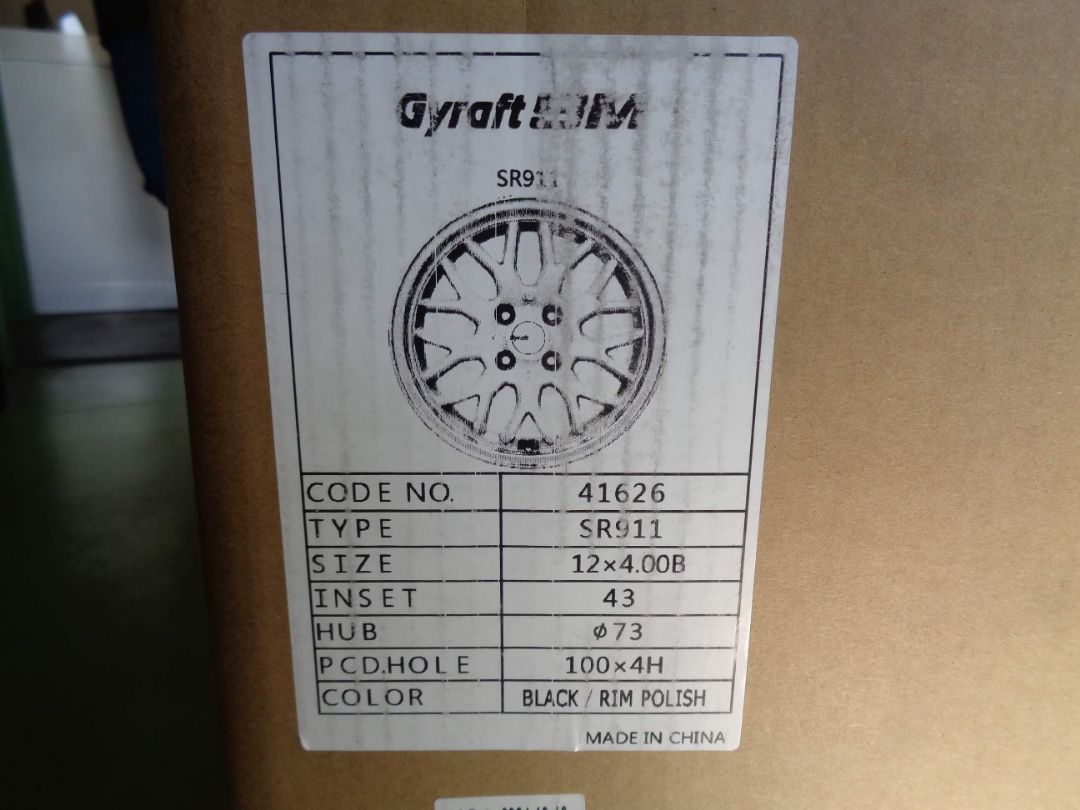 Gyraft
SR911
Gyraft
CODE NO. 41626
TYPE SR911
SIZE 12×4.00B
INSET 43
HUB ϕ73
PCD.HOLE 100×4H
COLOR BLACK / RIM POLISH
MADE IN CHINA